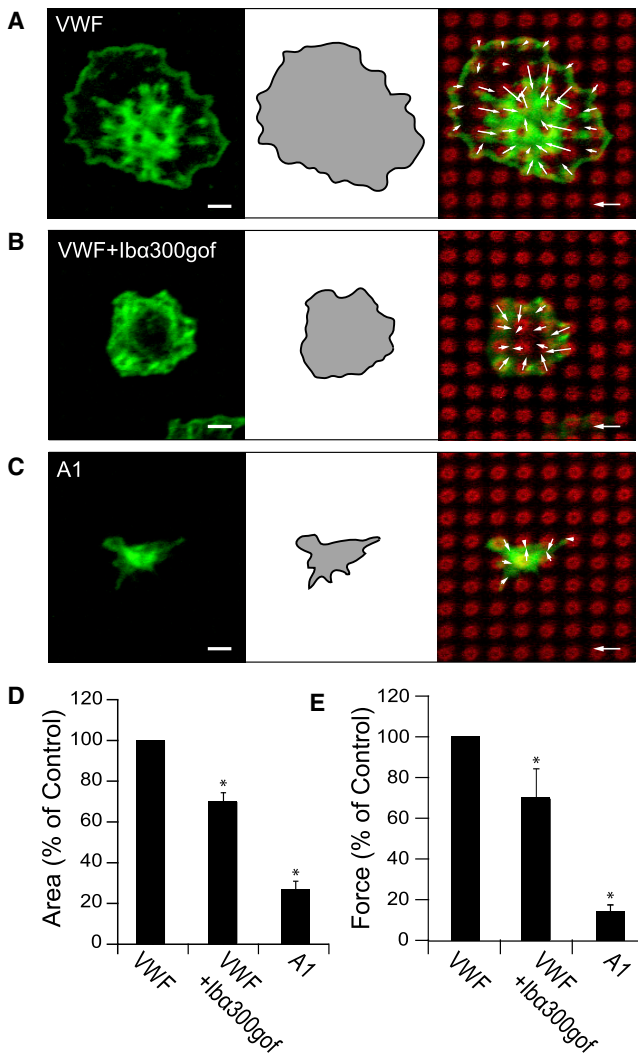 A
VWF
B
VWF+Ibα300gof
C
A1
D
Area (% of Control)
120
100
80
60
40
20
0
*
*
VWF
VWF
+Ibα300gof
A1
E
Force (% of Control)
120
100
80
60
40
20
0
*
*
VWF
VWF
+Ibα300gof
A1